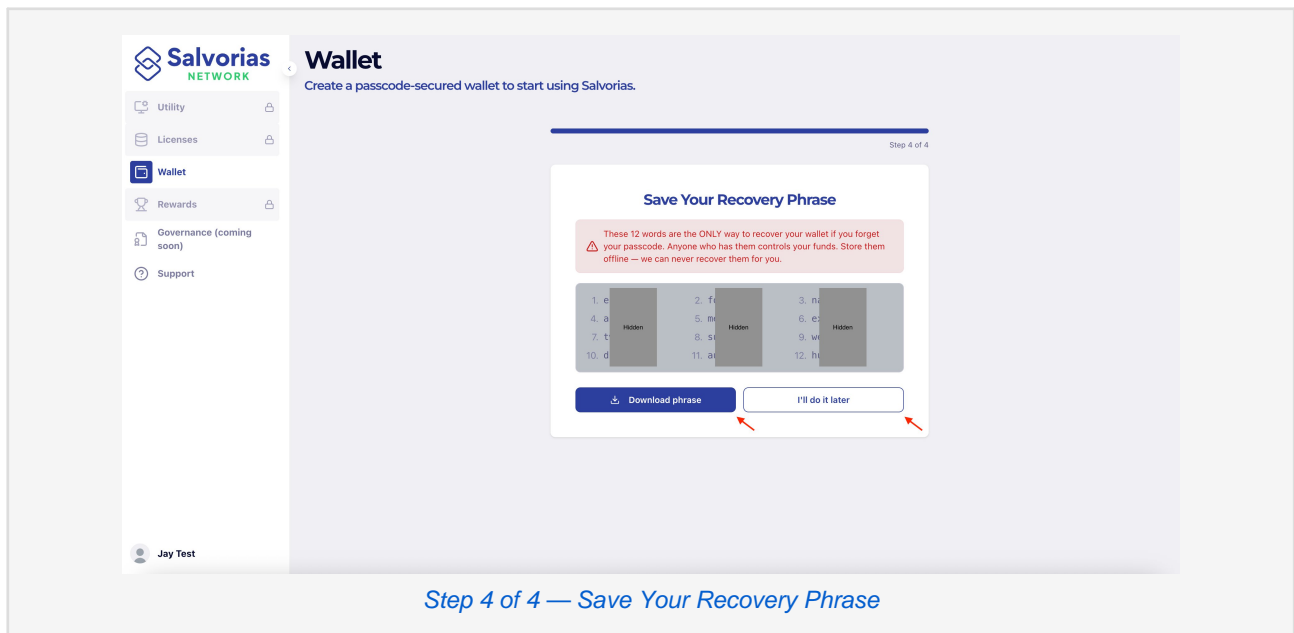 Salvorias
NETWORK
Utility
Licenses
Wallet
Rewards
Governance (coming
soon)
Support
Jay Test
Wallet
Create a passcode-secured wallet to start using Salvorias.
Step 4 of 4
Save Your Recovery Phrase
These 12 words are the ONLY way to recover your wallet if you forget
your passcode. Anyone who has them controls your funds. Store them
offline — we can never recover them for you.
1. e Hidden 2. f Hidden 3. na Hidden
4. a 5. m 6. e
7. t 8. s 9. w
10. d 11. a 12. h
Download phrase I'll do it later
Step 4 of 4 — Save Your Recovery Phrase